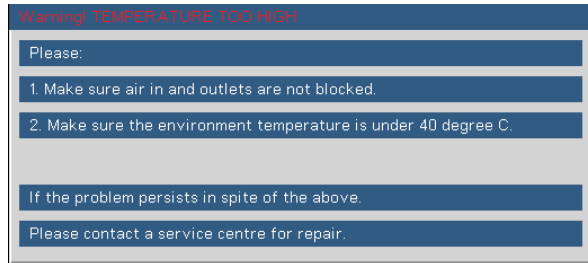 Warning! TEMPERATURE TOO HIGH
Please:
1. Make sure air in and outlets are not blocked.
2. Make sure the environment temperature is under 40 degree C.
If the problem persists in spite of the above.
Please contact a service centre for repair.